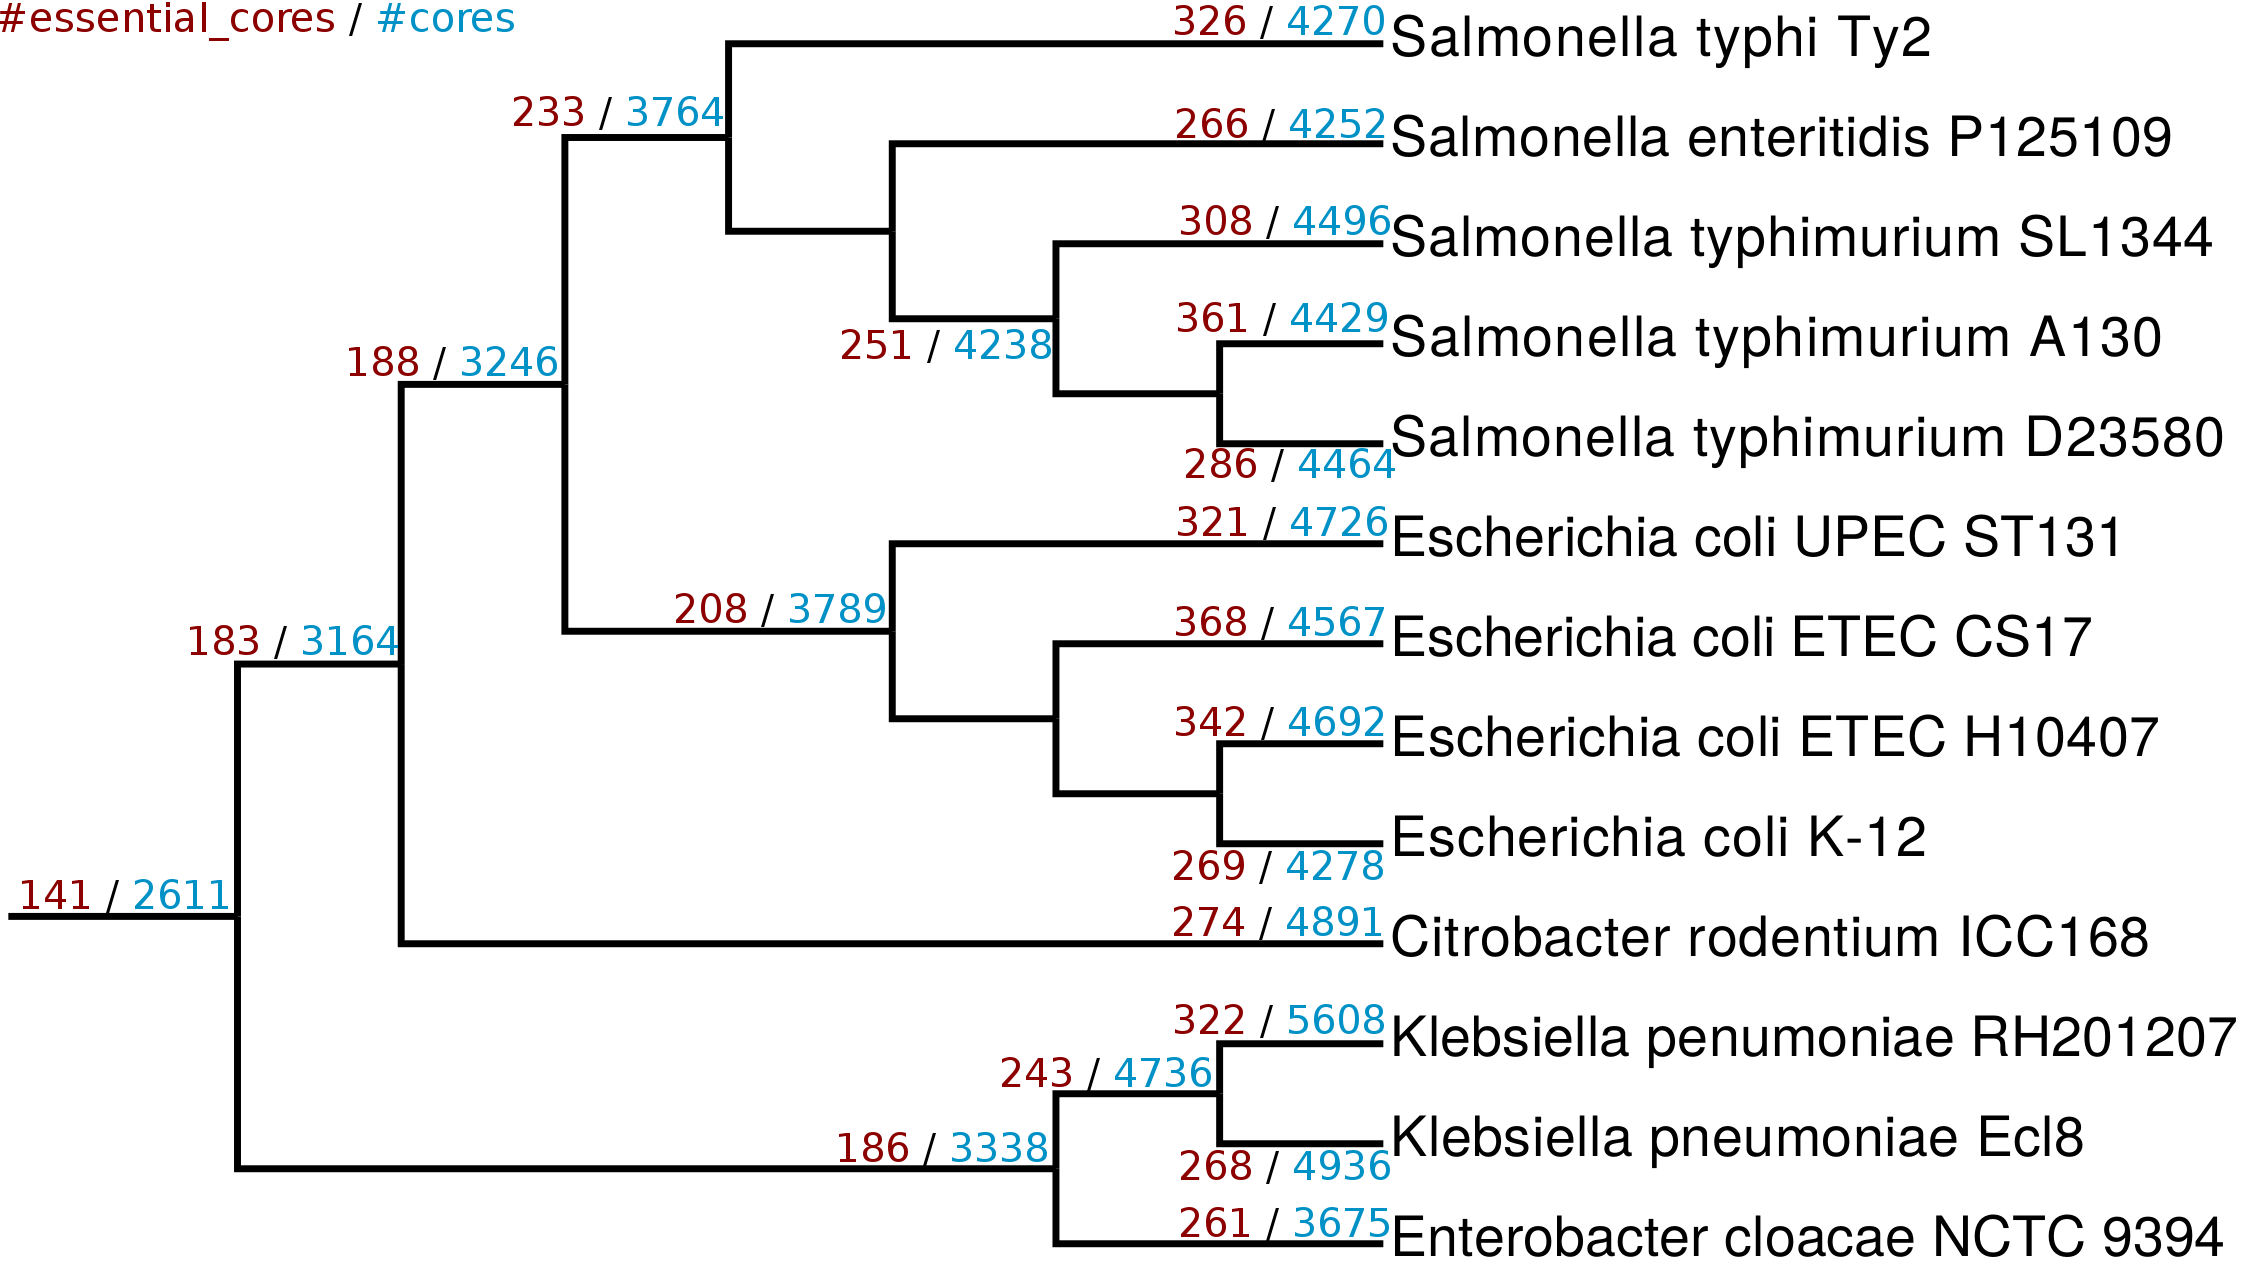 #essential_cores / #cores
326 / 4270 Salmonella typhi Ty2
233 / 3764
266 / 4252 Salmonella enteritidis P125109
308 / 4496 Salmonella typhimurium SL1344
361 / 4429 Salmonella typhimurium A130
251 / 4238
188 / 3246
Salmonella typhimurium D23580
286 / 4464
321 / 4726 Escherichia coli UPEC ST131
208 / 3789
368 / 4567 Escherichia coli ETEC CS17
183 / 3164
342 / 4692 Escherichia coli ETEC H10407
Escherichia coli K-12
269 / 4278
141 / 2611
274 / 4891 Citrobacter rodentium ICC168
322 / 5608 Klebsiella penumoniae RH201207
243 / 4736
186 / 3338
Klebsiella pneumoniae Ecl8
268 / 4936
261 / 3675 Enterobacter cloacae NCTC 9394